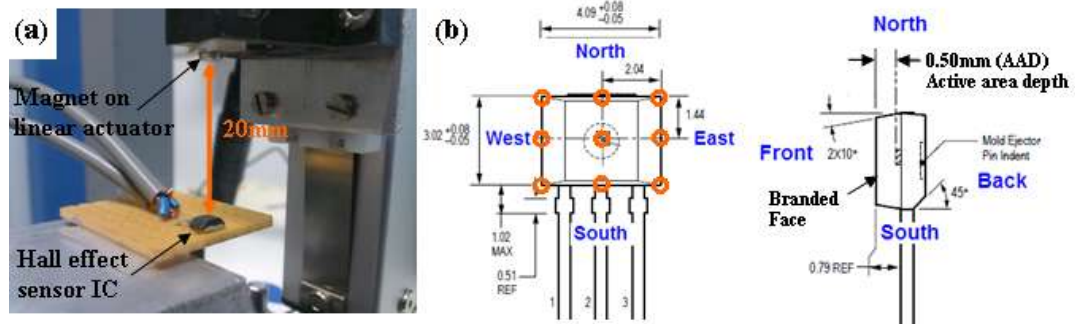 (a)
Magnet on
linear actuator
20mm
Hall effect
sensor IC
(b)
4.09 +0.08
−0.05
North
2.04
1.44
3.02 +0.08
−0.05
West
East
South
1.02
MAX
0.51
REF
1
2
3
North
0.50mm (AAD)
Active area depth
Front
2X10°
Mold Ejector
Pin Indent
Back
Branded
Face
45°
South
0.79 REF